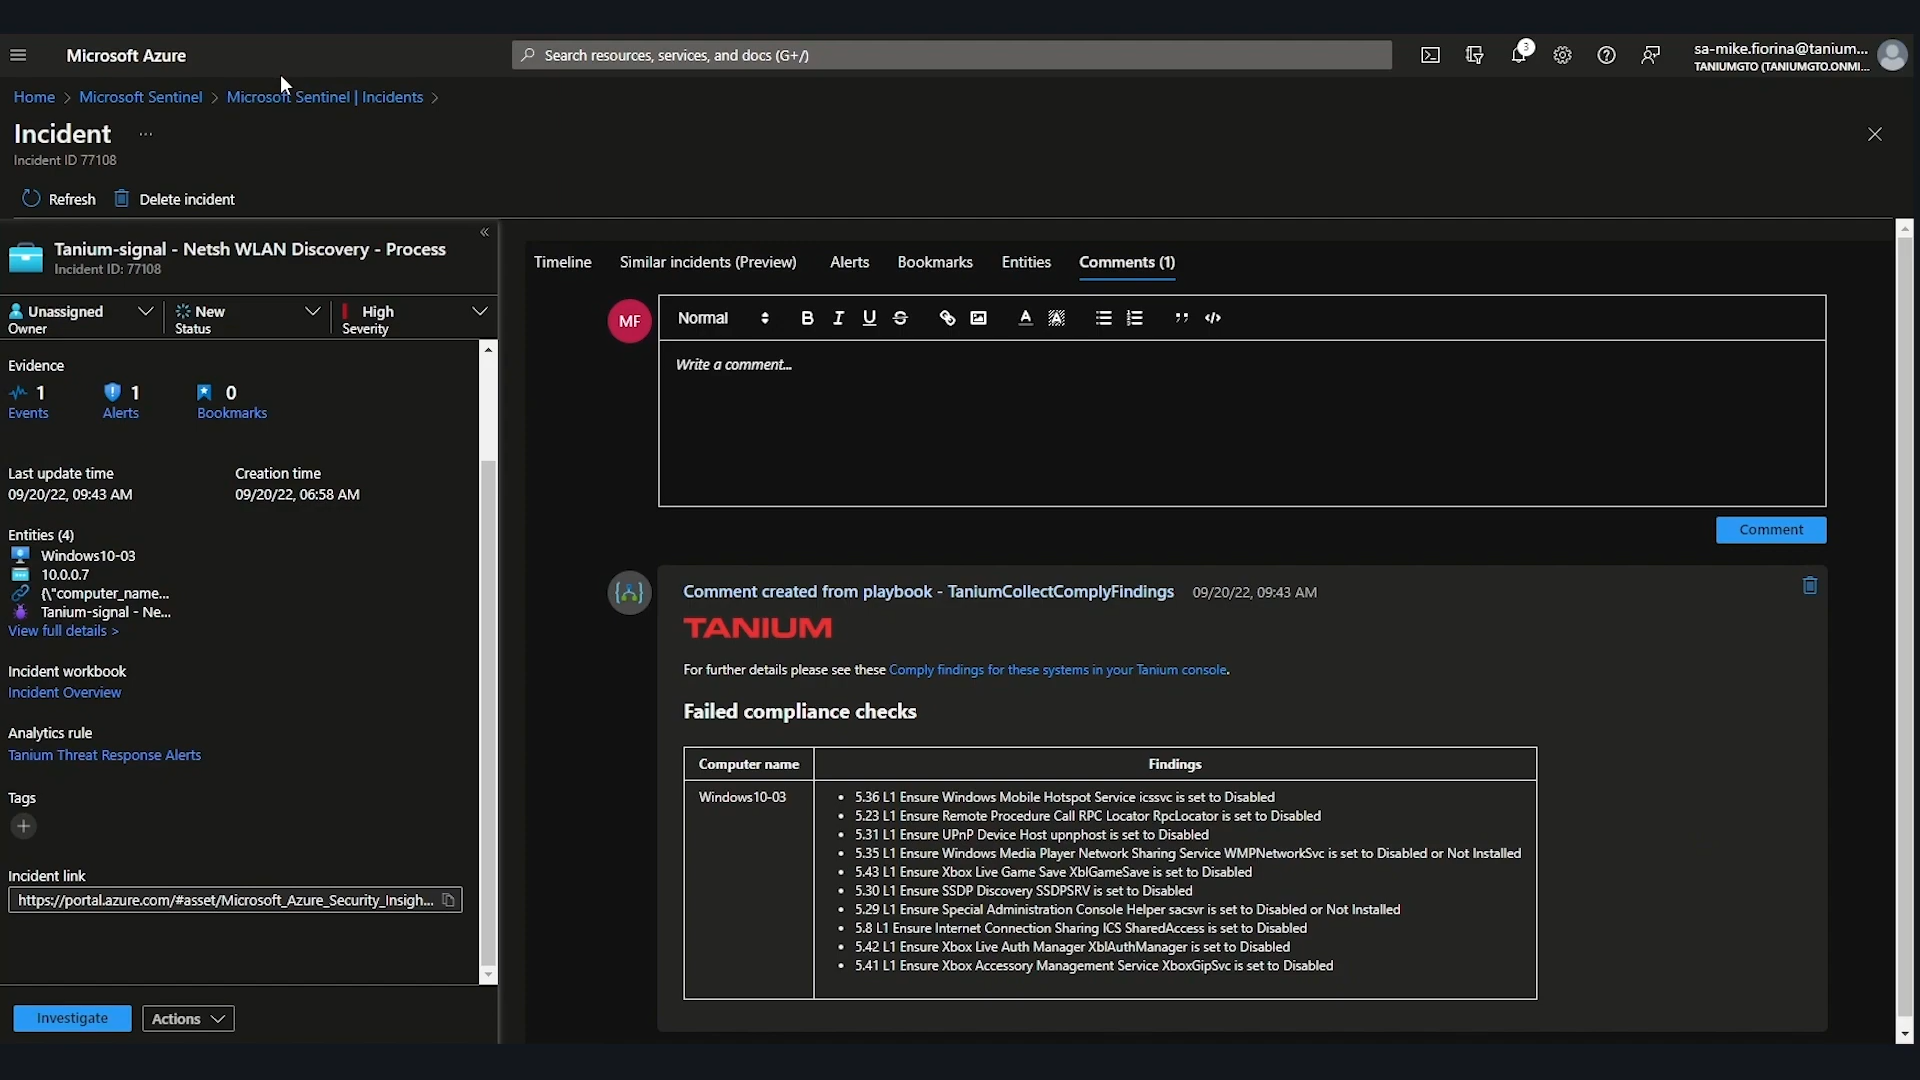 Microsoft Azure
Search resources, services, and docs (G+/)
3
sa-mike.fiorina@tanium...
TANIUMGTO (TANIUMGTO.ONMI...
Home > Microsoft Sentinel > Microsoft Sentinel | Incidents >
Incident ...
Incident ID 77108
Refresh
Delete incident
«
Tanium-signal - Netsh WLAN Discovery - Process
Incident ID: 77108
Unassigned
Owner
New
Status
High
Severity
Evidence
1
Events
1
Alerts
0
Bookmarks
Last update time
09/20/22, 09:43 AM
Creation time
09/20/22, 06:58 AM
Entities (4)
Windows10-03
10.0.0.7
{\"computer_name...
Tanium-signal - Ne...
View full details >
Incident workbook
Incident Overview
Analytics rule
Tanium Threat Response Alerts
Tags
+
Incident link
https://portal.azure.com/#asset/Microsoft_Azure_Security_Insigh...
Investigate
Actions
Timeline
Similar incidents (Preview)
Alerts
Bookmarks
Entities
Comments (1)
MF
Normal
B I U S
A
Write a comment...
Comment
Comment created from playbook - TaniumCollectComplyFindings 09/20/22, 09:43 AM
TANIUM
For further details please see these Comply findings for these systems in your Tanium console.
Failed compliance checks
Computer name
Findings
Windows10-03
• 5.36 L1 Ensure Windows Mobile Hotspot Service icssvc is set to Disabled
• 5.23 L1 Ensure Remote Procedure Call RPC Locator RpcLocator is set to Disabled
• 5.31 L1 Ensure UPnP Device Host upnphost is set to Disabled
• 5.35 L1 Ensure Windows Media Player Network Sharing Service WMPNetworkSvc is set to Disabled or Not Installed
• 5.43 L1 Ensure Xbox Live Game Save XblGameSave is set to Disabled
• 5.30 L1 Ensure SSDP Discovery SSDPSRV is set to Disabled
• 5.29 L1 Ensure Special Administration Console Helper sacsvr is set to Disabled or Not Installed
• 5.8 L1 Ensure Internet Connection Sharing ICS SharedAccess is set to Disabled
• 5.42 L1 Ensure Xbox Live Auth Manager XblAuthManager is set to Disabled
• 5.41 L1 Ensure Xbox Accessory Management Service XboxGipSvc is set to Disabled